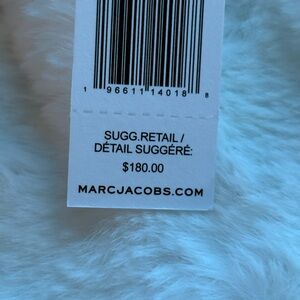 1 96611 14018 8
SUGG.RETAIL /
DÉTAIL SUGGÉRÉ:
$180.00
MARCJACOBS.COM